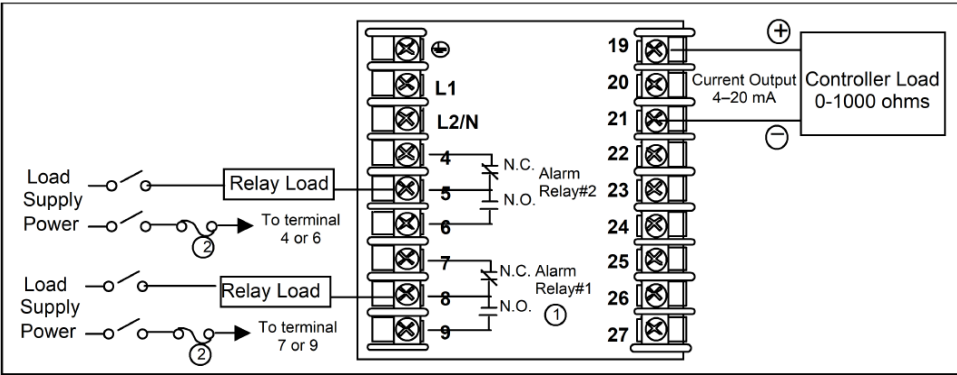 L1
L2/N
4
5
6
7
8
9
N.C.
Alarm
Relay#2
N.O.
N.C. Alarm
Relay#1
N.O.
1
19
20
21
22
23
24
25
26
27
+
Current Output
4–20 mA
−
Controller Load
0-1000 ohms
Load
Supply
Power
Relay Load
2
To terminal
4 or 6
Load
Supply
Power
Relay Load
2
To terminal
7 or 9